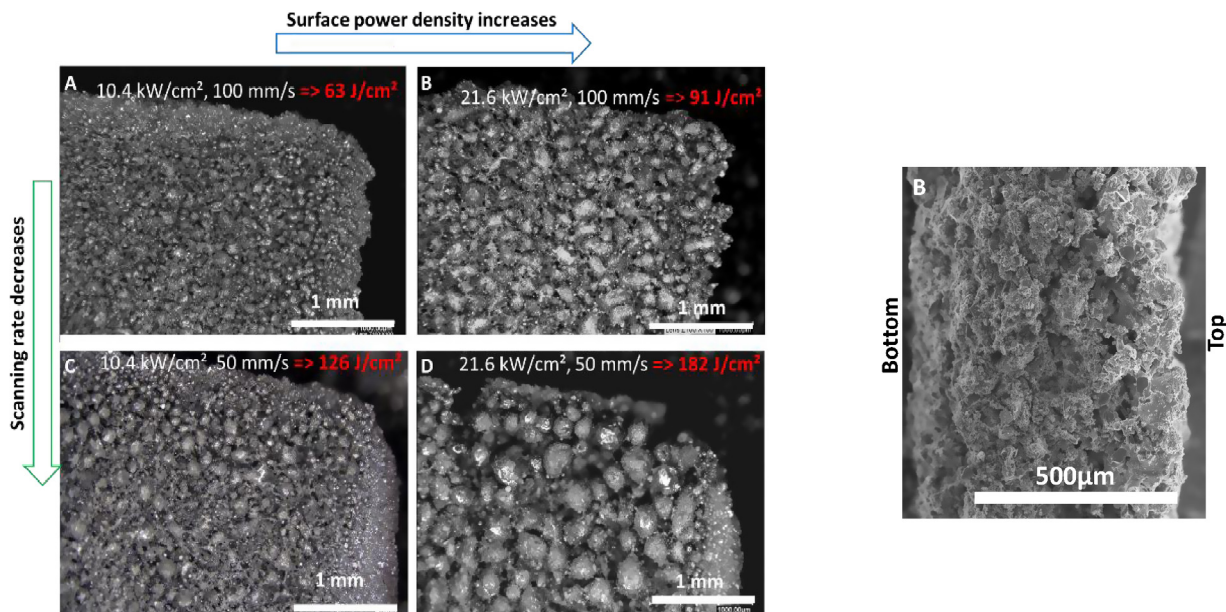 Surface power density increases
Scanning rate decreases
A
10.4 kW/cm², 100 mm/s => 63 J/cm²
1 mm
B
21.6 kW/cm², 100 mm/s => 91 J/cm²
1 mm
C
10.4 kW/cm², 50 mm/s => 126 J/cm²
1 mm
D
21.6 kW/cm², 50 mm/s => 182 J/cm²
1 mm
1000.00µm
B
Bottom
Top
500µm